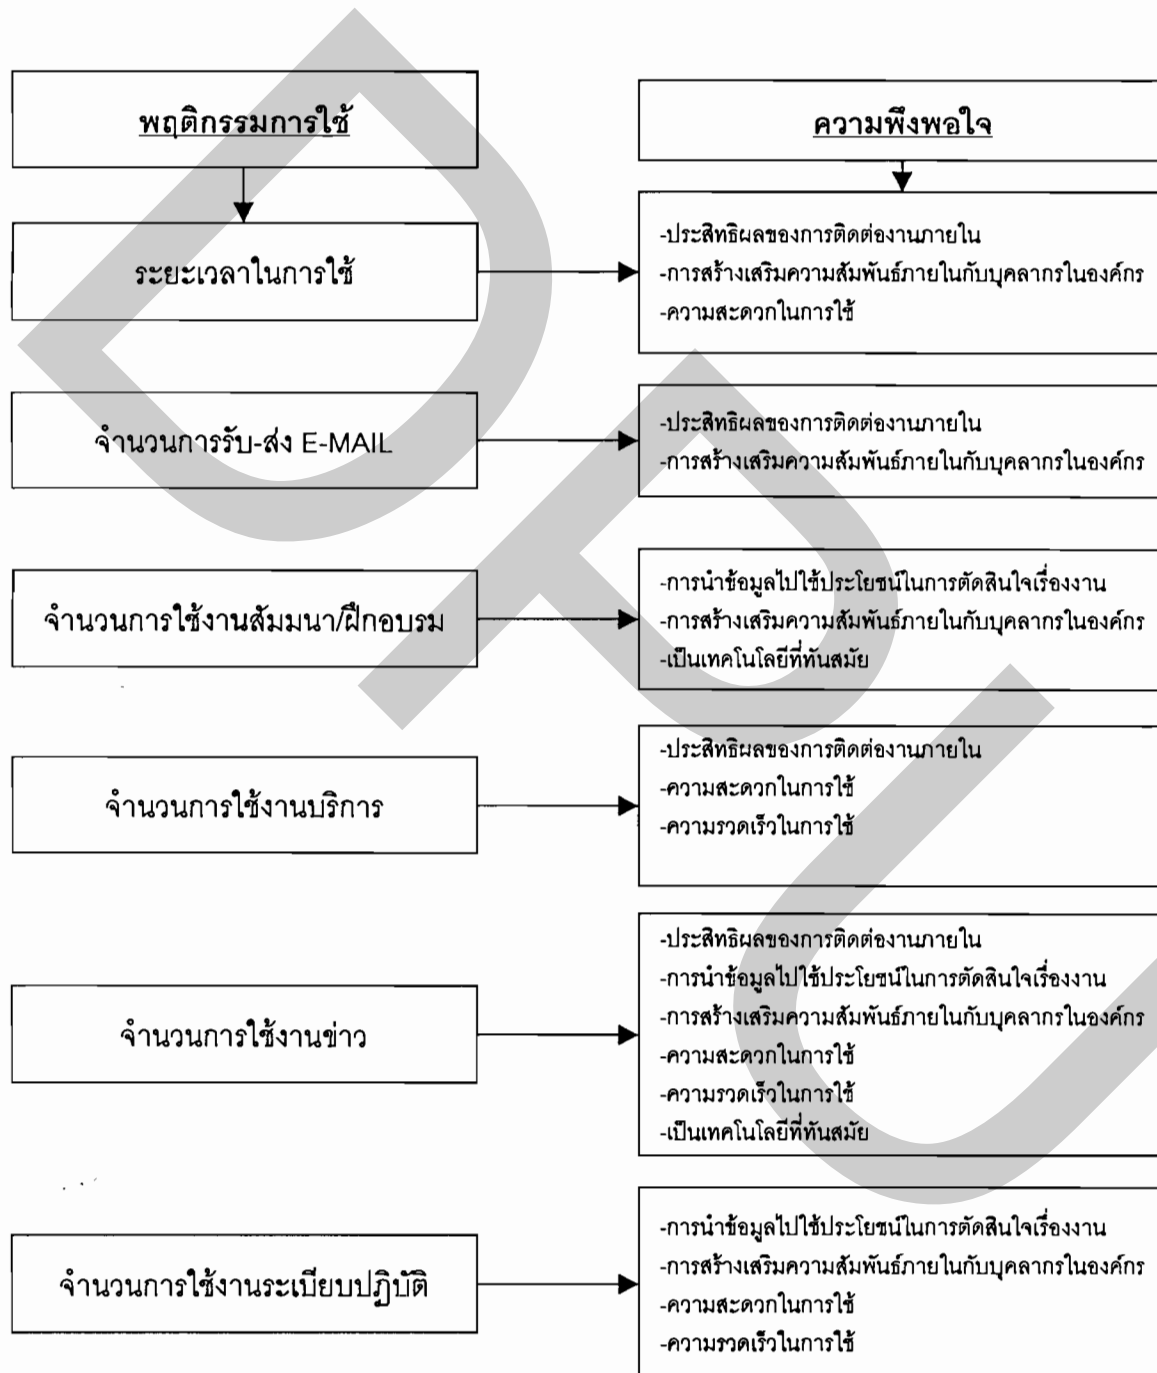 พฤติกรรมการใช้
ความพึงพอใจ
ระยะเวลาในการใช้
-ประสิทธิผลของการติดต่องานภายใน
-การสร้างเสริมความสัมพันธ์ภายในกับบุคลากรในองค์กร
-ความสะดวกในการใช้
จำนวนการรับ-ส่ง E-MAIL
-ประสิทธิผลของการติดต่องานภายใน
-การสร้างเสริมความสัมพันธ์ภายในกับบุคลากรในองค์กร
จำนวนการใช้งานสัมมนา/ฝึกอบรม
-การนำข้อมูลไปใช้ประโยชน์ในการตัดสินใจเรื่องงาน
-การสร้างเสริมความสัมพันธ์ภายในกับบุคลากรในองค์กร
-เป็นเทคโนโลยีที่ทันสมัย
จำนวนการใช้งานบริการ
-ประสิทธิผลของการติดต่องานภายใน
-ความสะดวกในการใช้
-ความรวดเร็วในการใช้
จำนวนการใช้งานข่าว
-ประสิทธิผลของการติดต่องานภายใน
-การนำข้อมูลไปใช้ประโยชน์ในการตัดสินใจเรื่องงาน
-การสร้างเสริมความสัมพันธ์ภายในกับบุคลากรในองค์กร
-ความสะดวกในการใช้
-ความรวดเร็วในการใช้
-เป็นเทคโนโลยีที่ทันสมัย
จำนวนการใช้งานระเบียบปฏิบัติ
-การนำข้อมูลไปใช้ประโยชน์ในการตัดสินใจเรื่องงาน
-การสร้างเสริมความสัมพันธ์ภายในกับบุคลากรในองค์กร
-ความสะดวกในการใช้
-ความรวดเร็วในการใช้
DPU